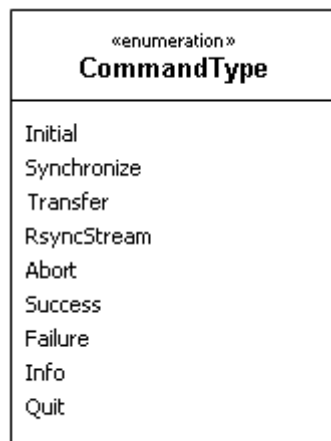 «enumeration»
CommandType
Initial
Synchronize
Transfer
RsyncStream
Abort
Success
Failure
Info
Quit